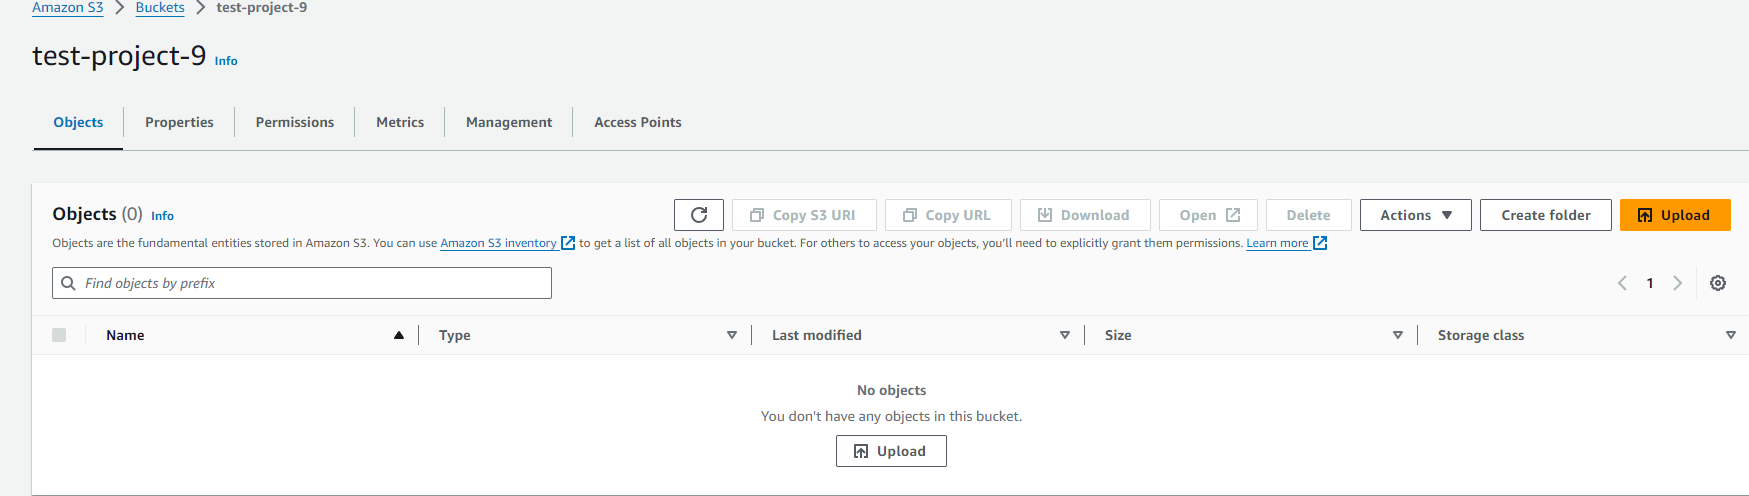 Amazon S3 > Buckets > test-project-9
test-project-9 Info
Objects Properties Permissions Metrics Management Access Points
Objects (0) Info
Copy S3 URI Copy URL Download Open Delete Actions Create folder Upload
Objects are the fundamental entities stored in Amazon S3. You can use Amazon S3 inventory to get a list of all objects in your bucket. For others to access your objects, you'll need to explicitly grant them permissions. Learn more
Find objects by prefix
1
Name Type Last modified Size Storage class
No objects
You don't have any objects in this bucket.
Upload